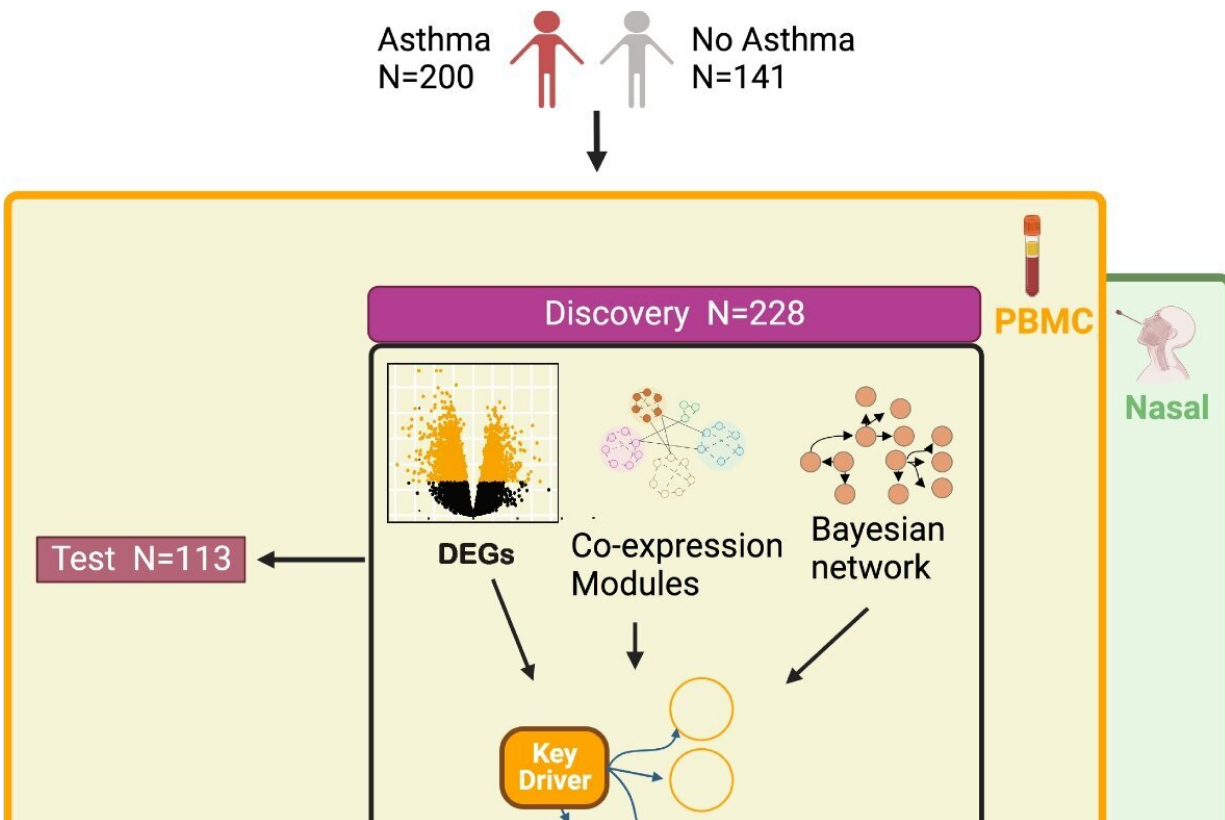 Asthma
N=200
No Asthma
N=141
Discovery N=228
PBMC
Nasal
DEGs
Co-expression
Modules
Bayesian
network
Test N=113
Key
Driver